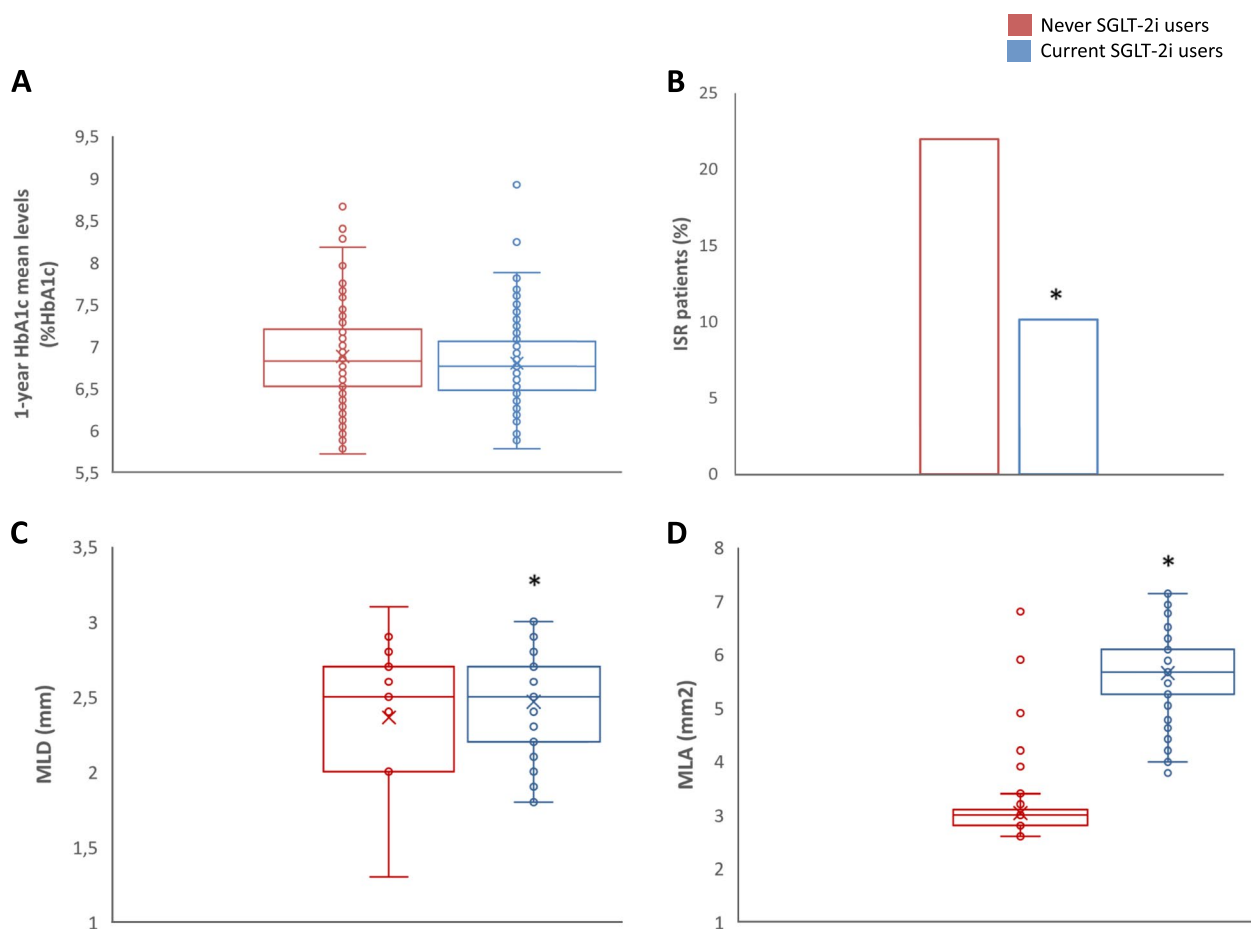 Never SGLT-2i users
Current SGLT-2i users
A
1-year HbA1c mean levels
(%HbA1c)
9,5
9
8,5
8
7,5
7
6,5
6
5,5
B
ISR patients (%)
25
20
15
10
5
0
*
C
MLD (mm)
3,5
3
2,5
2
1,5
1
*
D
MLA (mm2)
8
7
6
5
4
3
2
1
*